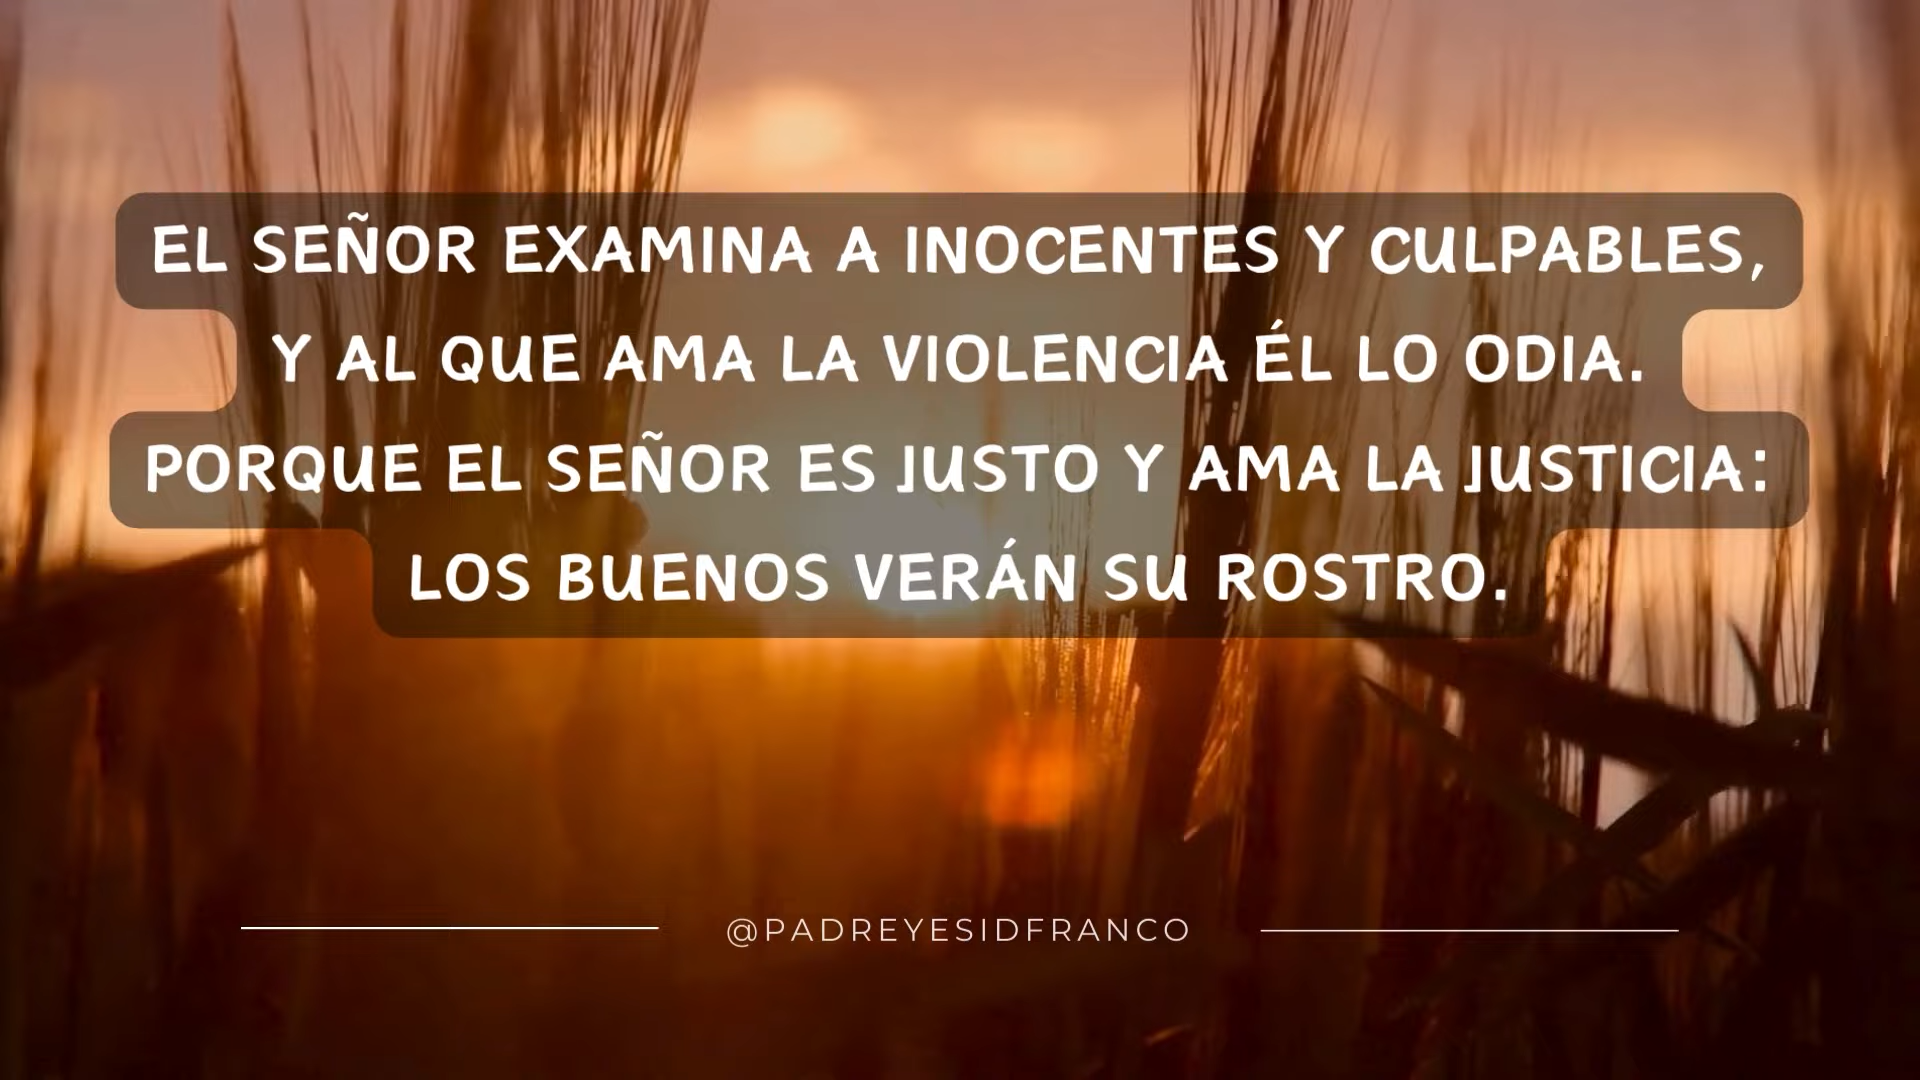 EL SEÑOR EXAMINA A INOCENTES Y CULPABLES,
Y AL QUE AMA LA VIOLENCIA ÉL LO ODIA.
PORQUE EL SEÑOR ES JUSTO Y AMA LA JUSTICIA:
LOS BUENOS VERÁN SU ROSTRO.
@PADREYESIDFRANCO